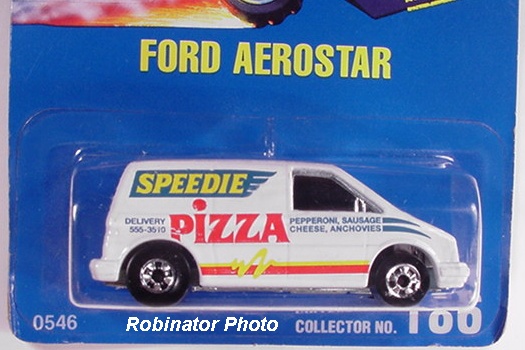 FORD AEROSTAR
SPEEDIE
DELIVERY
555-3510
PIZZA
PEPPERONI, SAUSAGE
CHEESE, ANCHOVIES
0546
Robinator Photo
COLLECTOR NO.